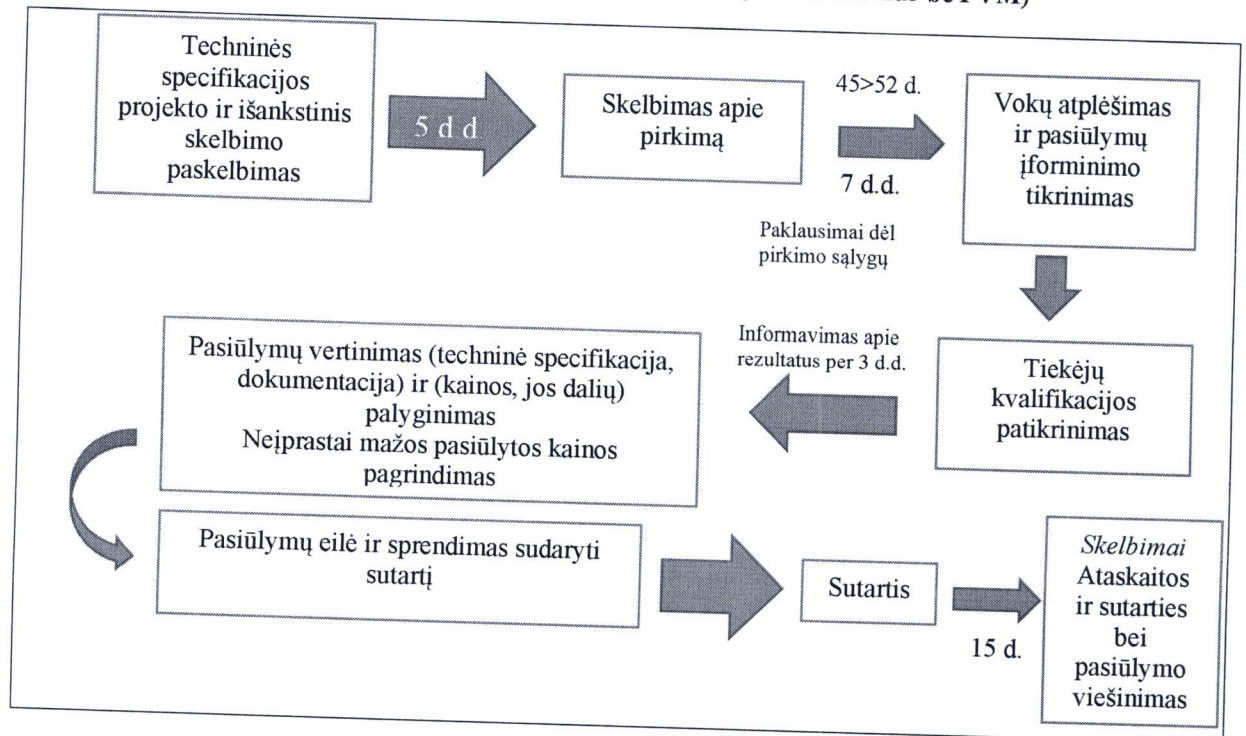 be PVM)
Techninės
specifikacijos
projekto ir išankstinis
skelbimo
paskelbimas
5 d d
Skelbimas apie
pirkimą
45>52 d.
7 d.d.
Paklausimai dėl
pirkimo sąlygų
Vokų atplėšimas
ir pasiūlymų
įforminimo
tikrinimas
Tiekėjų
kvalifikacijos
patikrinimas
Informavimas apie
rezultatus per 3 d.d.
Pasiūlymų vertinimas (techninė specifikacija,
dokumentacija) ir (kainos, jos dalių)
palyginimas
Neįprastai mažos pasiūlytos kainos
pagrindimas
Pasiūlymų eilė ir sprendimas sudaryti
sutartį
Sutartis
15 d.
Skelbimai
Ataskaitos
ir sutarties
bei
pasiūlymo
viešinimas